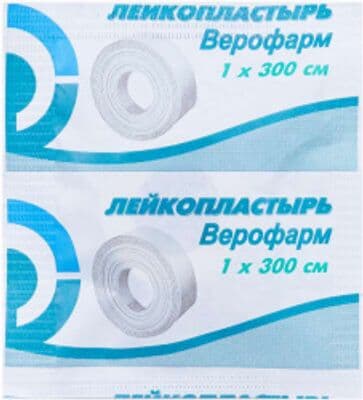 ЛЕЙКОПЛАСТЫРЬ
Верофарм
1 x 300 см
ЛЕЙКОПЛАСТЫРЬ
Верофарм
1 x 300 см